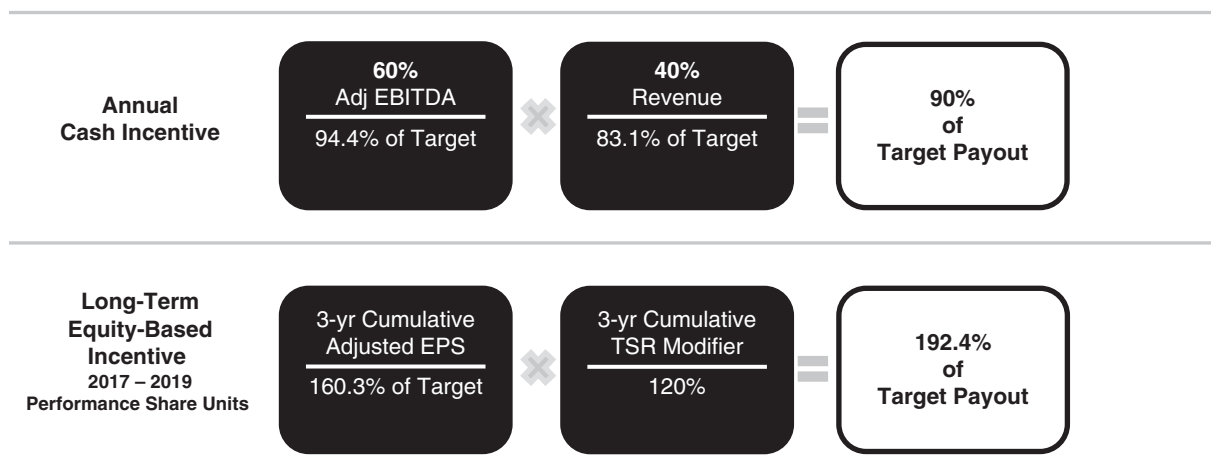 Annual
Cash Incentive
60%
Adj EBITDA
94.4% of Target
40%
Revenue
83.1% of Target
=
90%
of
Target Payout
Long-Term
Equity-Based
Incentive
2017 – 2019
Performance Share Units
3-yr Cumulative
Adjusted EPS
160.3% of Target
3-yr Cumulative
TSR Modifier
120%
=
192.4%
of
Target Payout